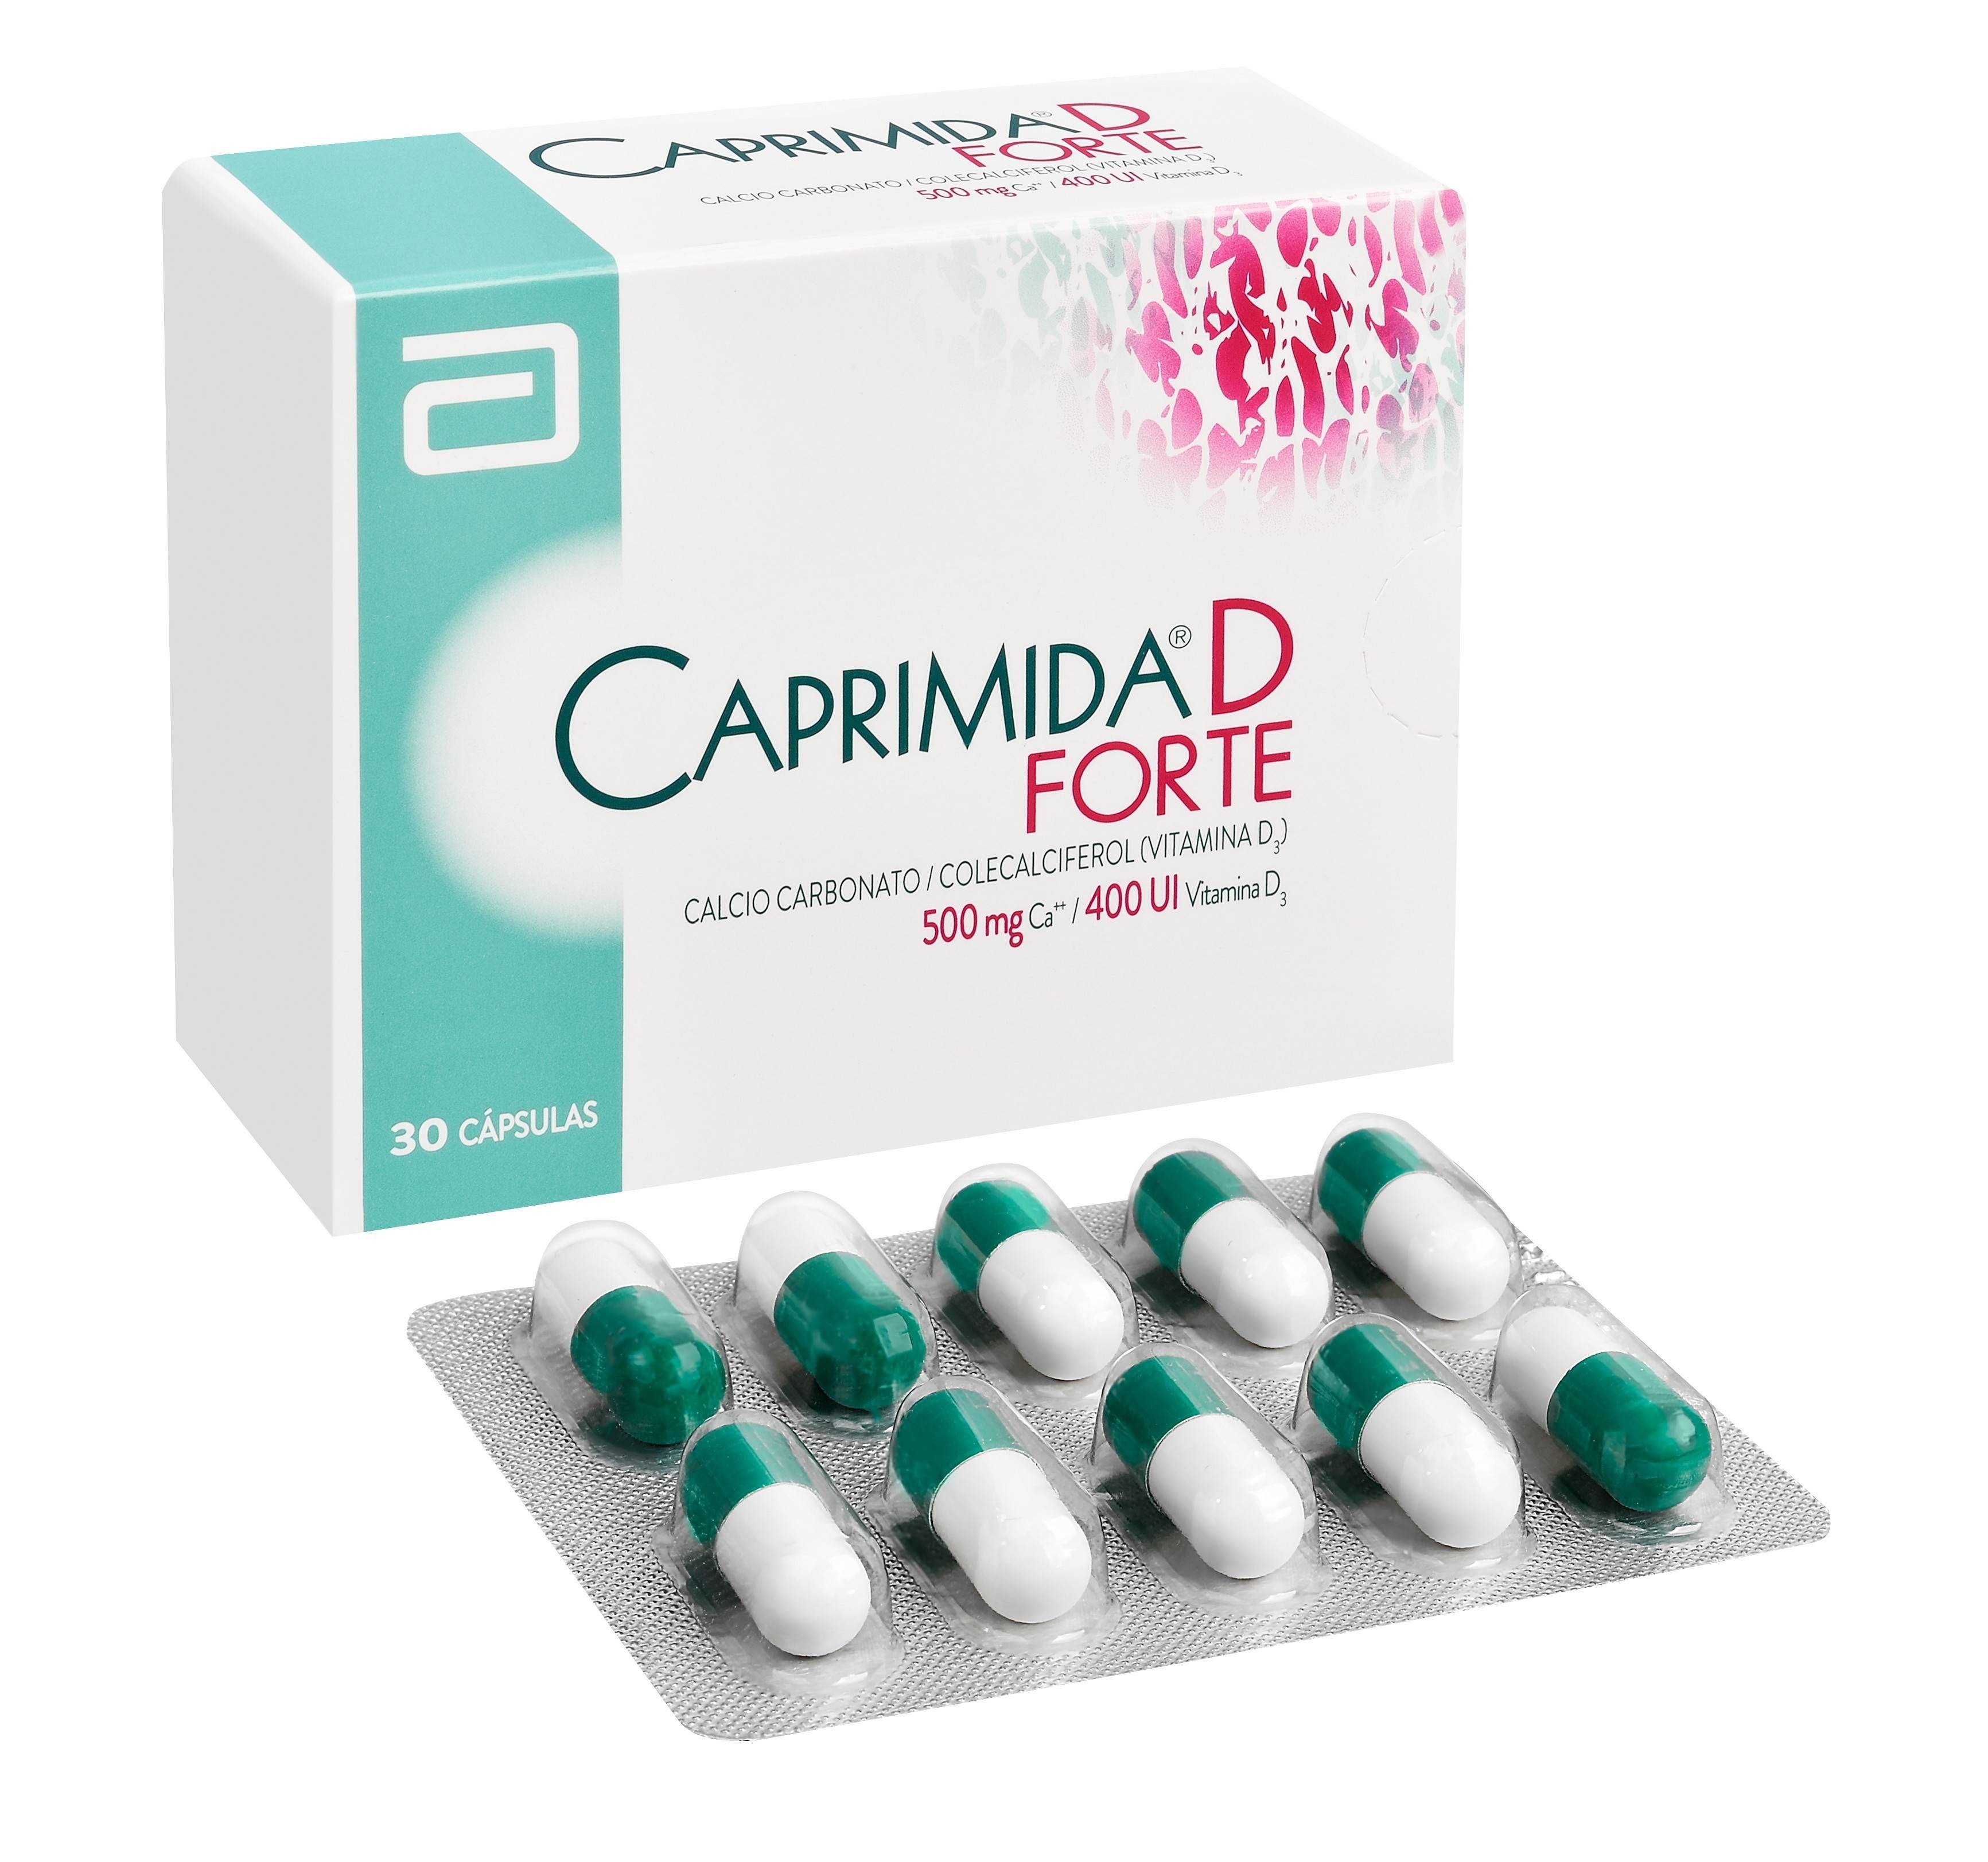 CAPRIMIDA® D
FORTE
CALCIO CARBONATO / COLECALCIFEROL (VITAMINA D3)
500 mg Ca++ / 400 UI Vitamina D3
CAPRIMIDA® D
FORTE
CALCIO CARBONATO / COLECALCIFEROL (VITAMINA D3)
500 mg Ca++ / 400 UI Vitamina D3
30 CÁPSULAS